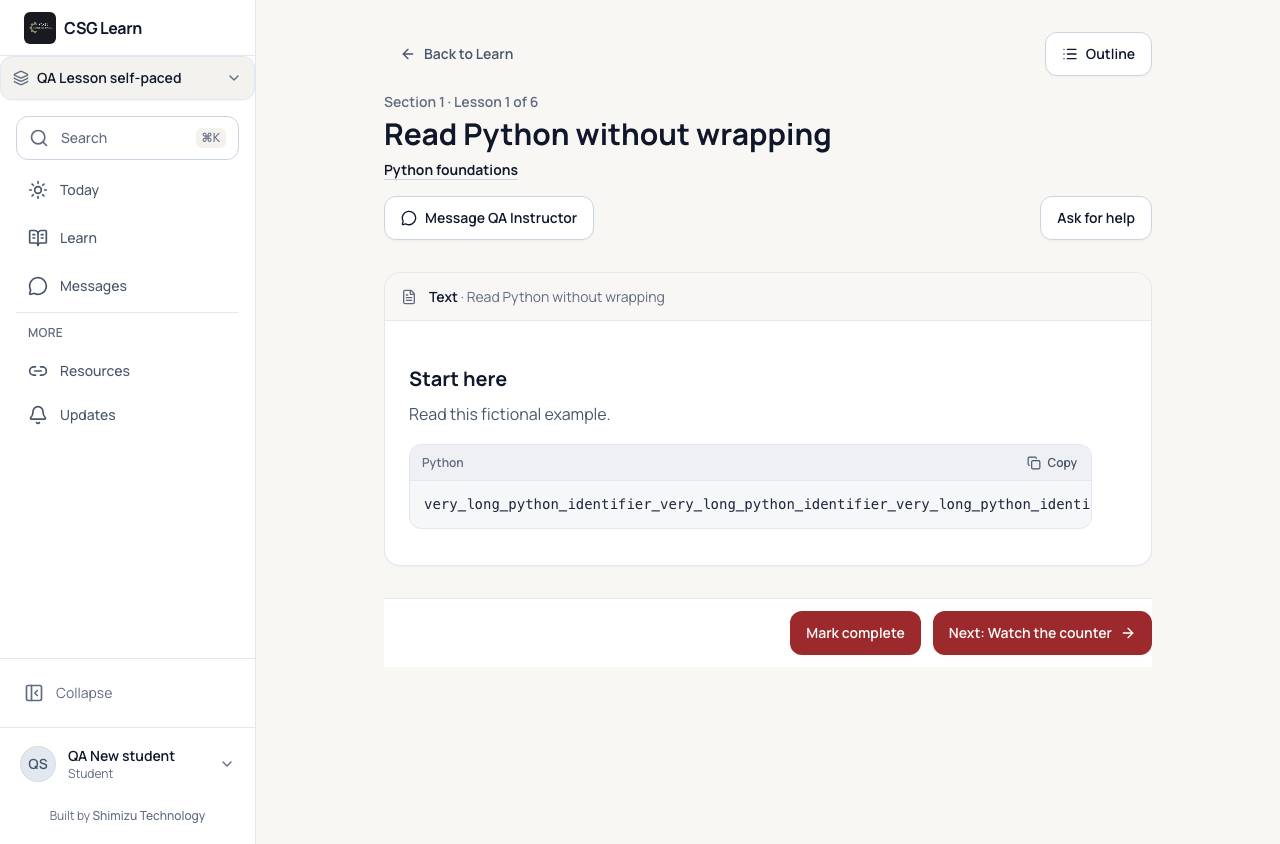 CSG Learn
QA Lesson self-paced
Search ⌘K
Today
Learn
Messages
MORE
Resources
Updates
Collapse
QS
QA New student
Student
Built by Shimizu Technology
Back to Learn
Outline
Section 1 · Lesson 1 of 6
Read Python without wrapping
Python foundations
Message QA Instructor
Ask for help
Text · Read Python without wrapping
Start here
Read this fictional example.
Python
Copy
very_long_python_identifier_very_long_python_identifier_very_long_python_identi
Mark complete
Next: Watch the counter